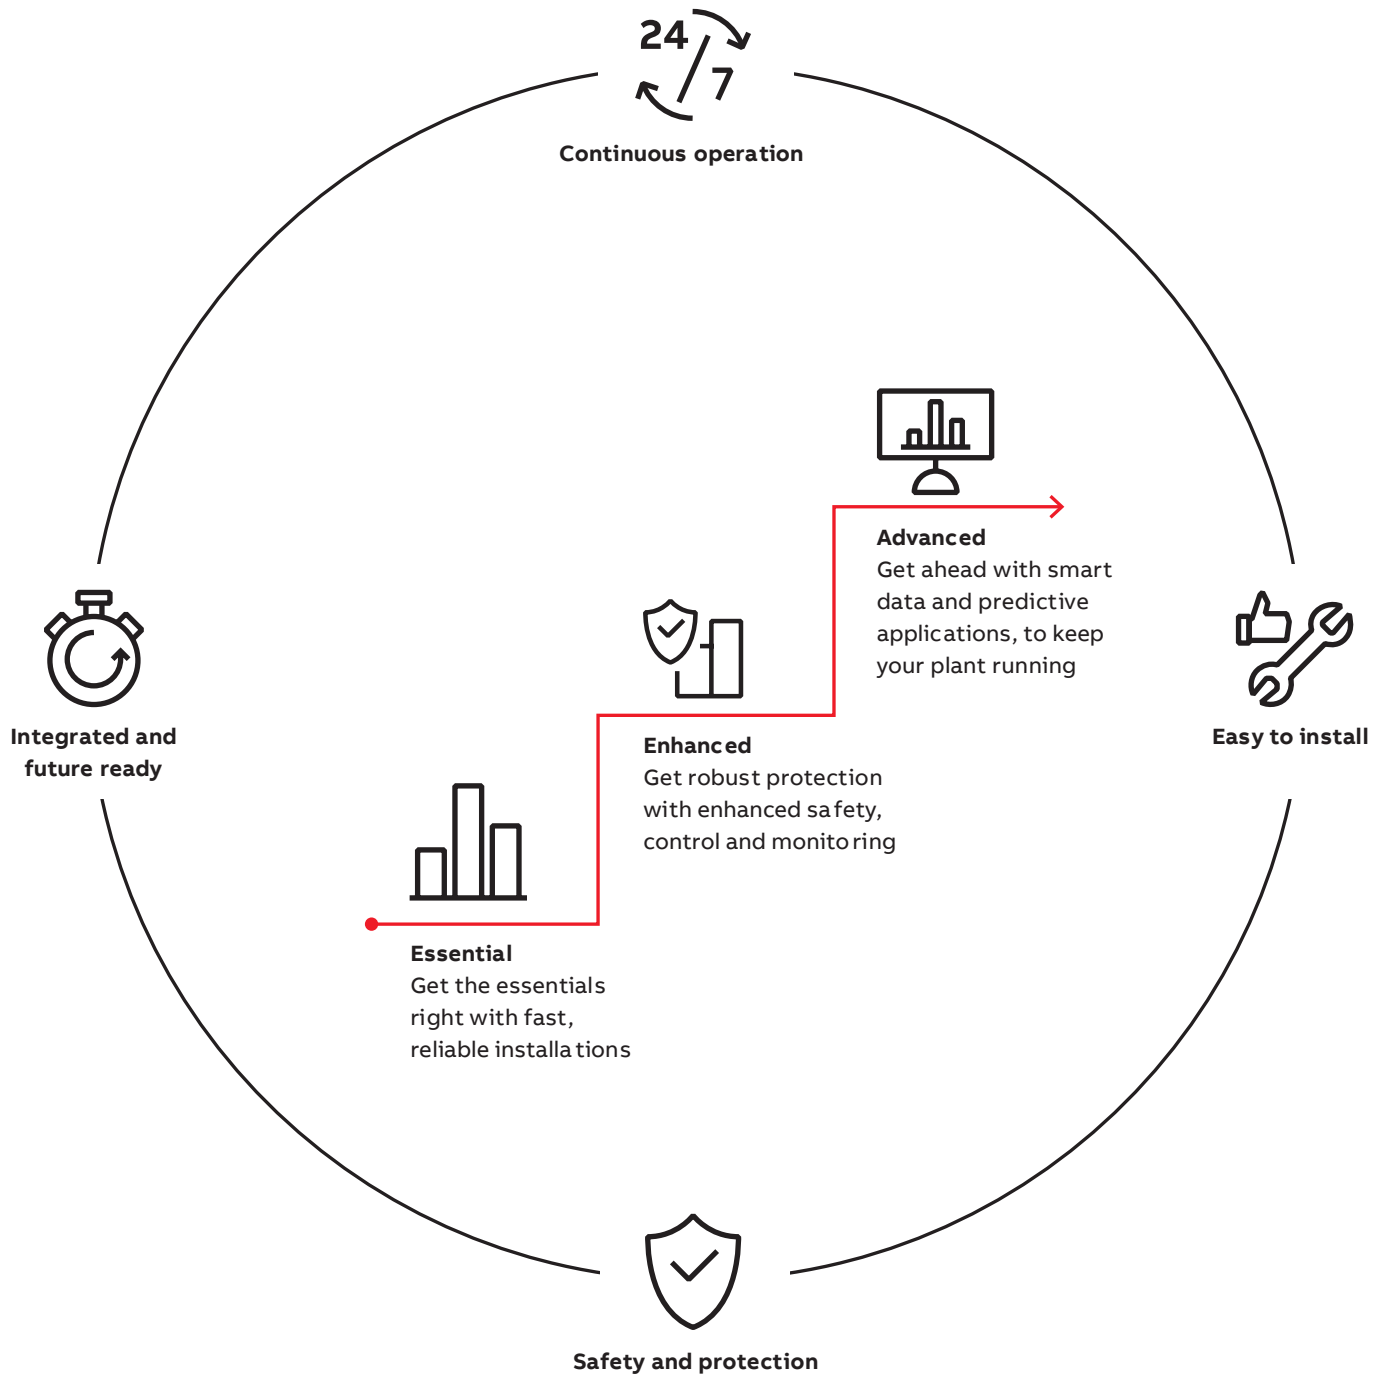 24
7
Continuous operation
Advanced
Get ahead with smart
data and predictive
applications, to keep
your plant running
Integrated and
future ready
Easy to install
Enhanced
Get robust protection
with enhanced safety,
control and monitoring
Essential
Get the essentials
right with fast,
reliable installations
Safety and protection